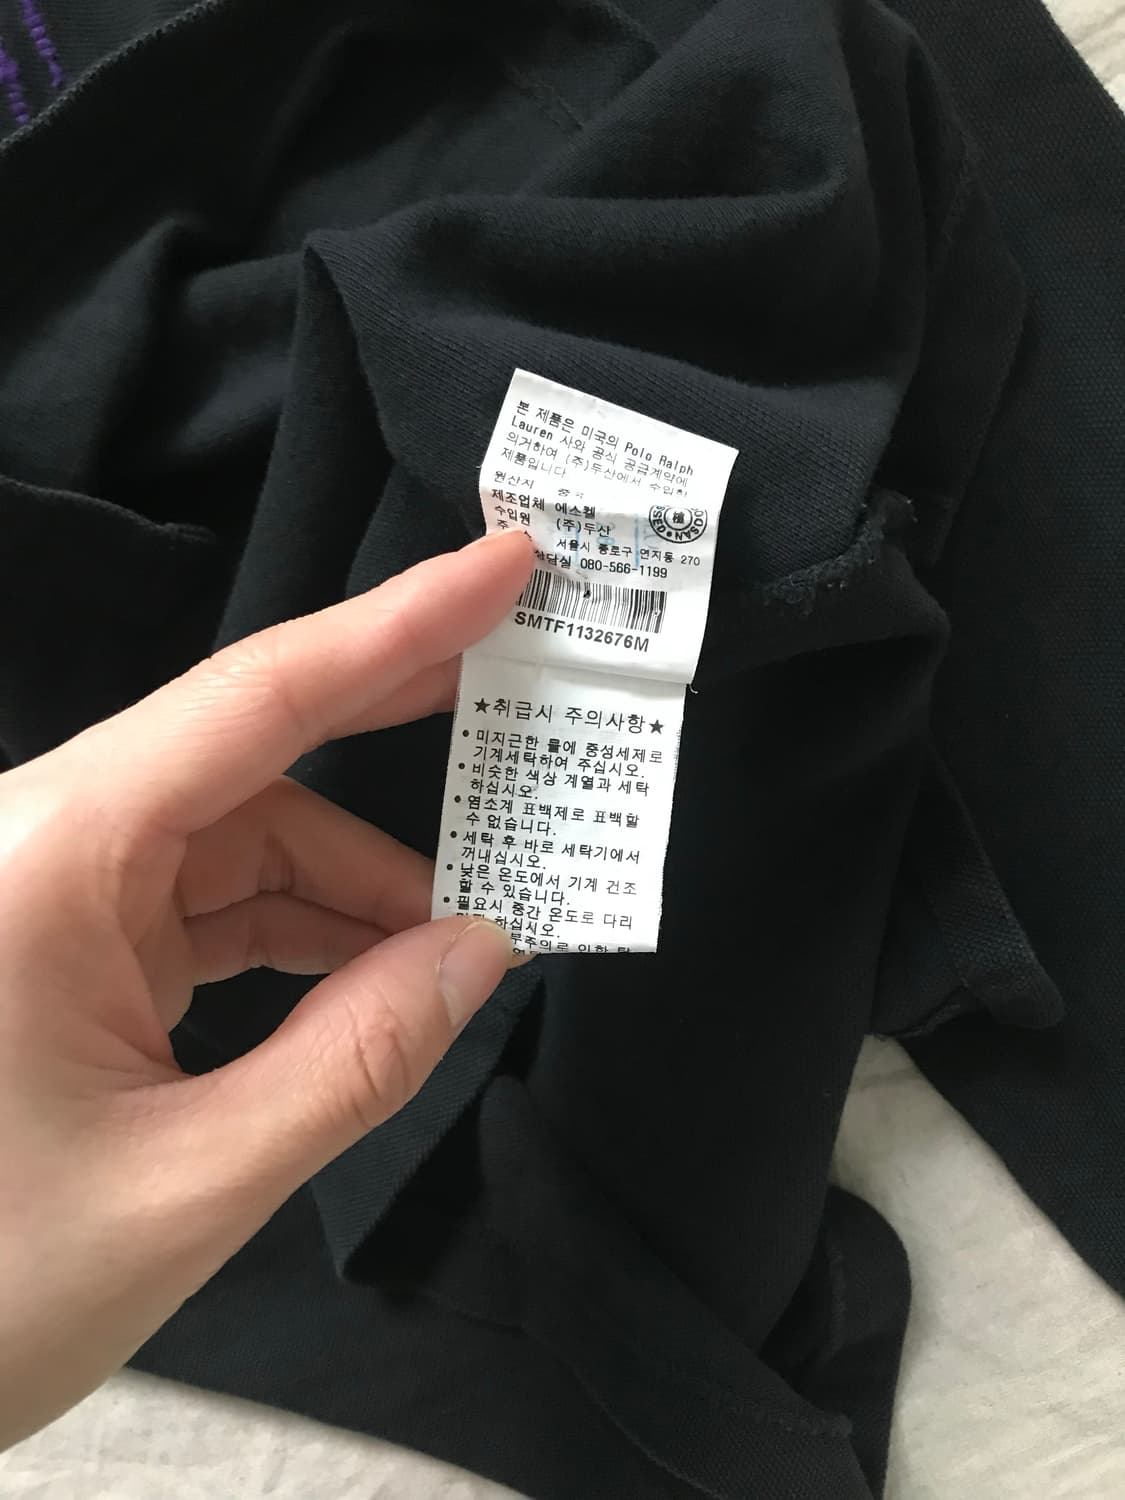 본 제품은 미국의 Polo Ralph
Lauren 사와 공식 공급계약에
의거하여 (주)두산에서 수입한
제품입니다
원산지 중국
제조업체 에스켈
수입원 (주)두산
서울시 종로구 연지동 270
상담실 080-566-1199
SMTF1132676M
★취급시 주의사항★
• 미지근한 물에 중성세제로
기계세탁하여 주십시오.
• 비슷한 색상 계열과 세탁
하십시오.
• 염소계 표백제로 표백할
수 없습니다.
• 세탁 후 바로 세탁기에서
꺼내십시오.
• 낮은 온도에서 기계 건조
할 수 있습니다.
• 필요시 중간 온도로 다리
하십시오.
부주의로 인한